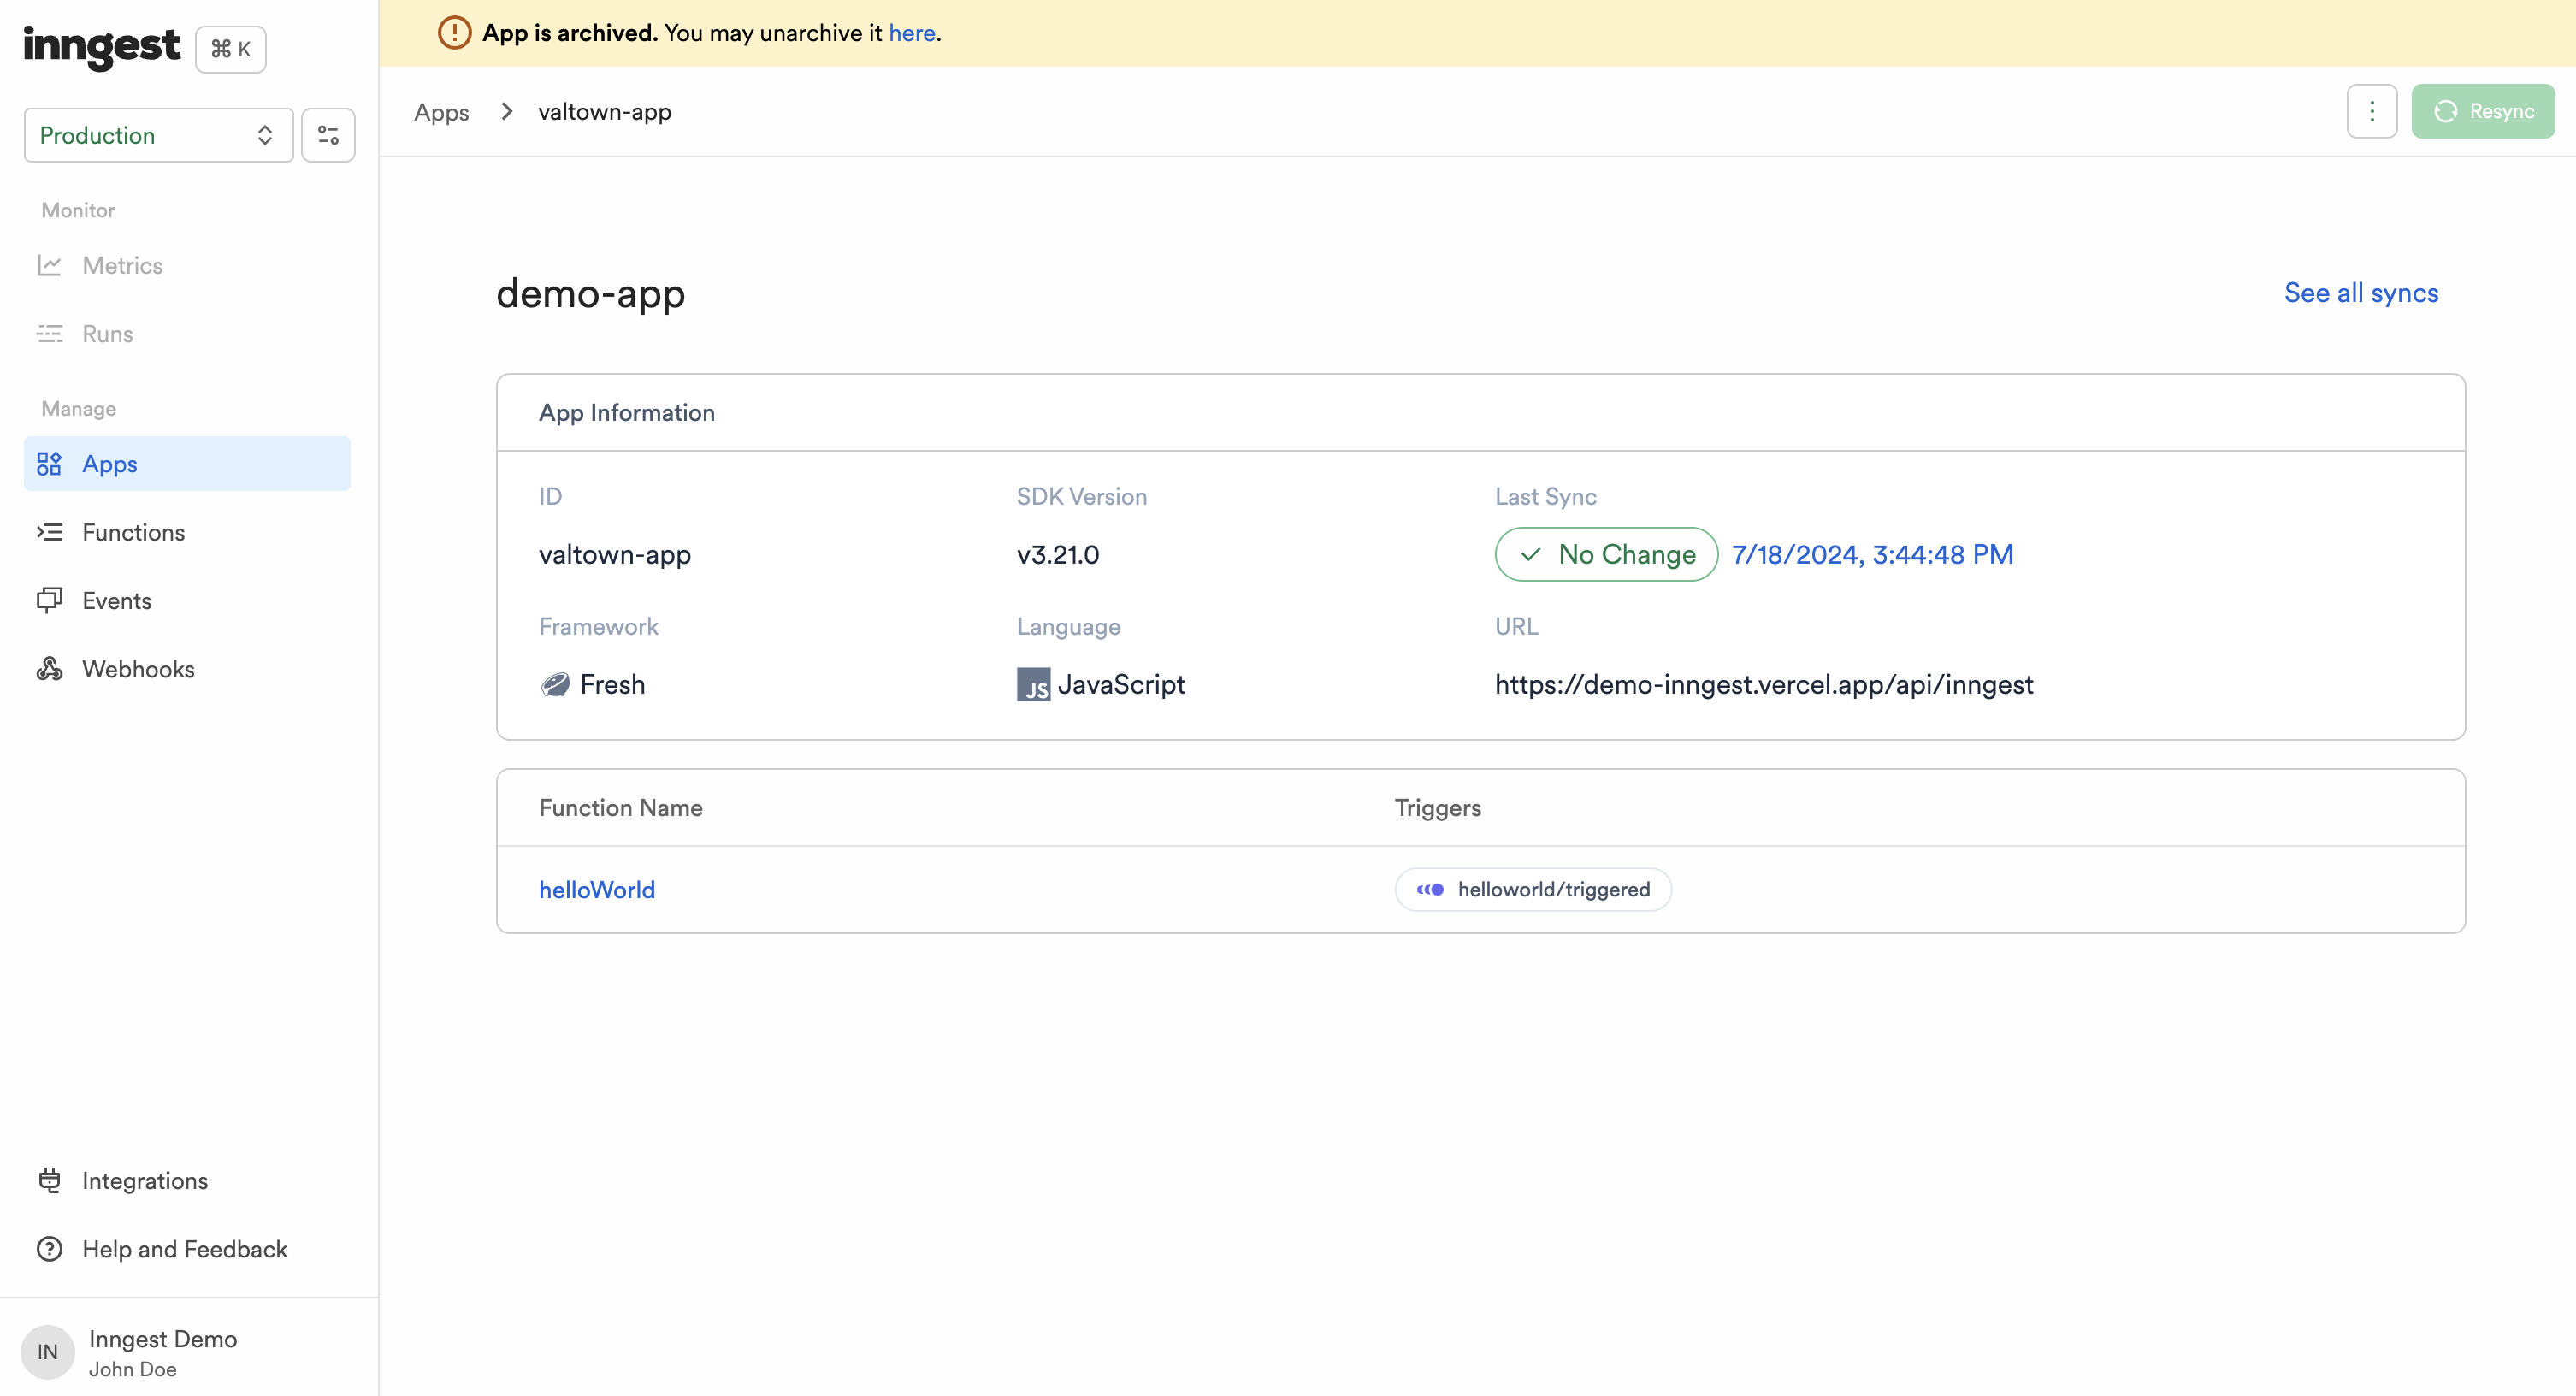 inngest ⌘ K
App is archived. You may unarchive it here.
Production
Apps > valtown-app
Resync
Monitor
Metrics
Runs
Manage
Apps
Functions
Events
Webhooks
Integrations
Help and Feedback
IN
Inngest Demo
John Doe
demo-app
See all syncs
App Information
ID
SDK Version
Last Sync
valtown-app
v3.21.0
No Change 7/18/2024, 3:44:48 PM
Framework
Language
URL
Fresh
JS JavaScript
https://demo-inngest.vercel.app/api/inngest
Function Name
Triggers
helloWorld
helloworld/triggered